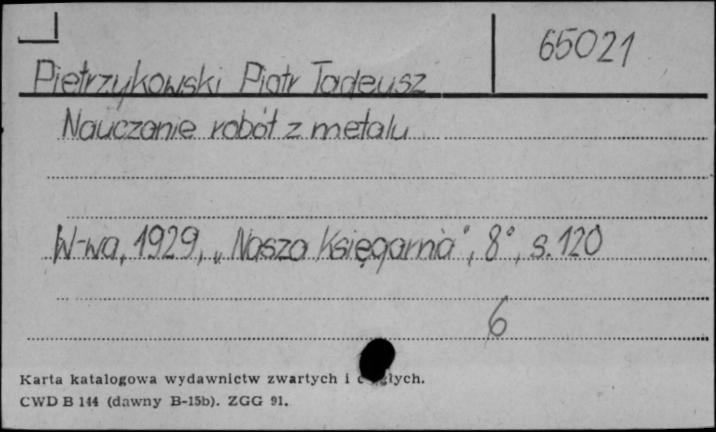 65021
Pietrzykowski Piotr Tadeusz
Nauczanie robót z metalu
W-wa, 1929, „Nasza Księgarnia", 8°, s. 120
6
Karta katalogowa wydawnictw zwartych i
CWD B 144 (dawny B-15b). ZGG 91.